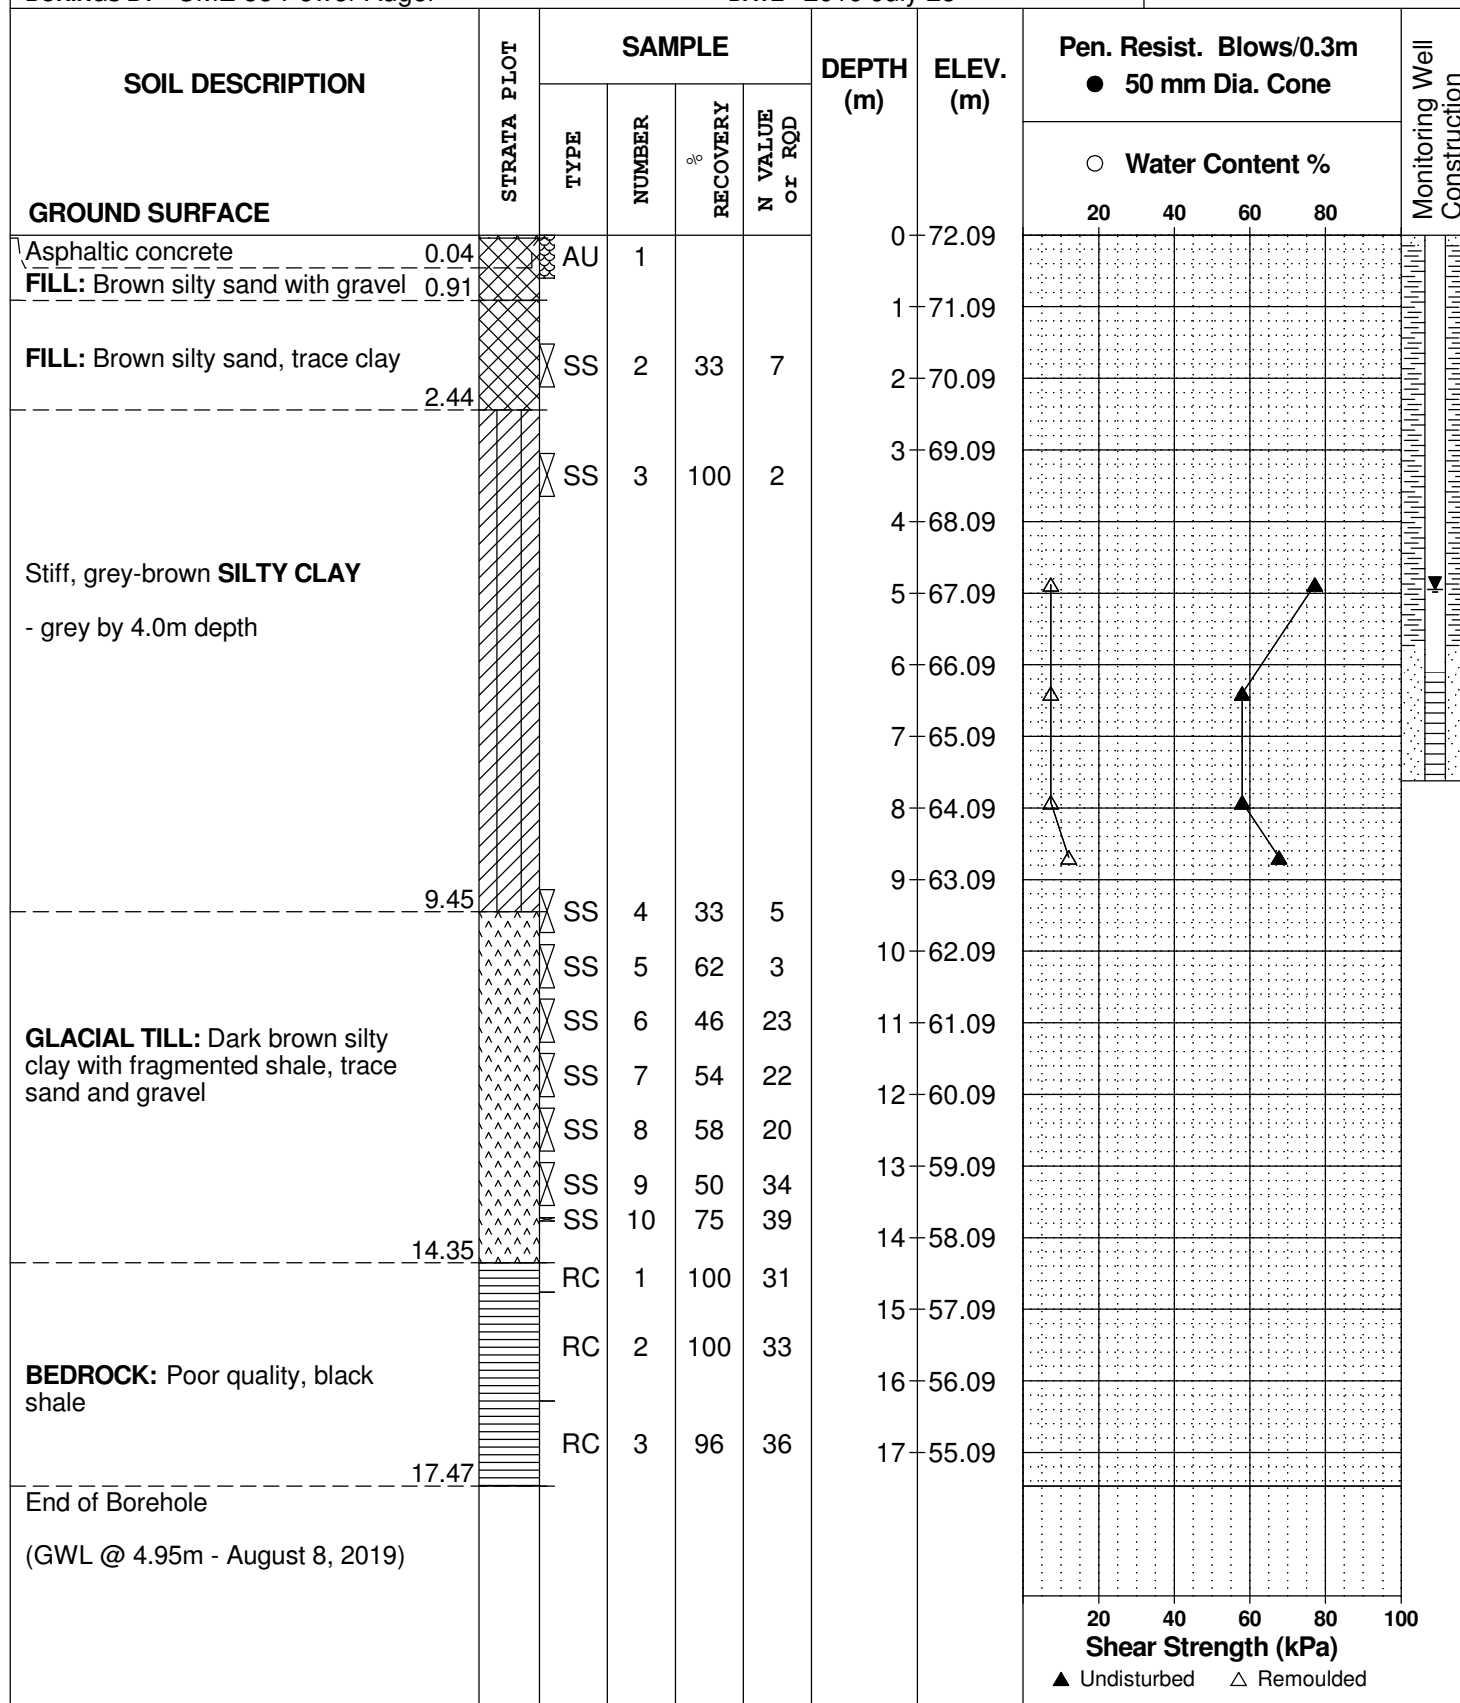 SOIL DESCRIPTION
GROUND SURFACE
STRATA PLOT
SAMPLE
TYPE
NUMBER
% RECOVERY
N VALUE or RQD
DEPTH (m)
ELEV. (m)
Pen. Resist. Blows/0.3m
● 50 mm Dia. Cone
○ Water Content %
20 40 60 80
Monitoring Well
Construction
0 72.09
Asphaltic concrete 0.04 AU 1
FILL: Brown silty sand with gravel 0.91
1 71.09
FILL: Brown silty sand, trace clay SS 2 33 7
2 70.09
2.44
3 69.09
SS 3 100 2
4 68.09
Stiff, grey-brown SILTY CLAY
5 67.09
- grey by 4.0m depth
6 66.09
7 65.09
8 64.09
9 63.09
9.45 SS 4 33 5
10 62.09
SS 5 62 3
SS 6 46 23
11 61.09
GLACIAL TILL: Dark brown silty
clay with fragmented shale, trace
sand and gravel
SS 7 54 22
12 60.09
SS 8 58 20
13 59.09
SS 9 50 34
SS 10 75 39
14 58.09
14.35
RC 1 100 31
15 57.09
RC 2 100 33
BEDROCK: Poor quality, black
shale
16 56.09
RC 3 96 36
17 55.09
17.47
End of Borehole
(GWL @ 4.95m - August 8, 2019)
20 40 60 80 100
Shear Strength (kPa)
▲ Undisturbed △ Remoulded